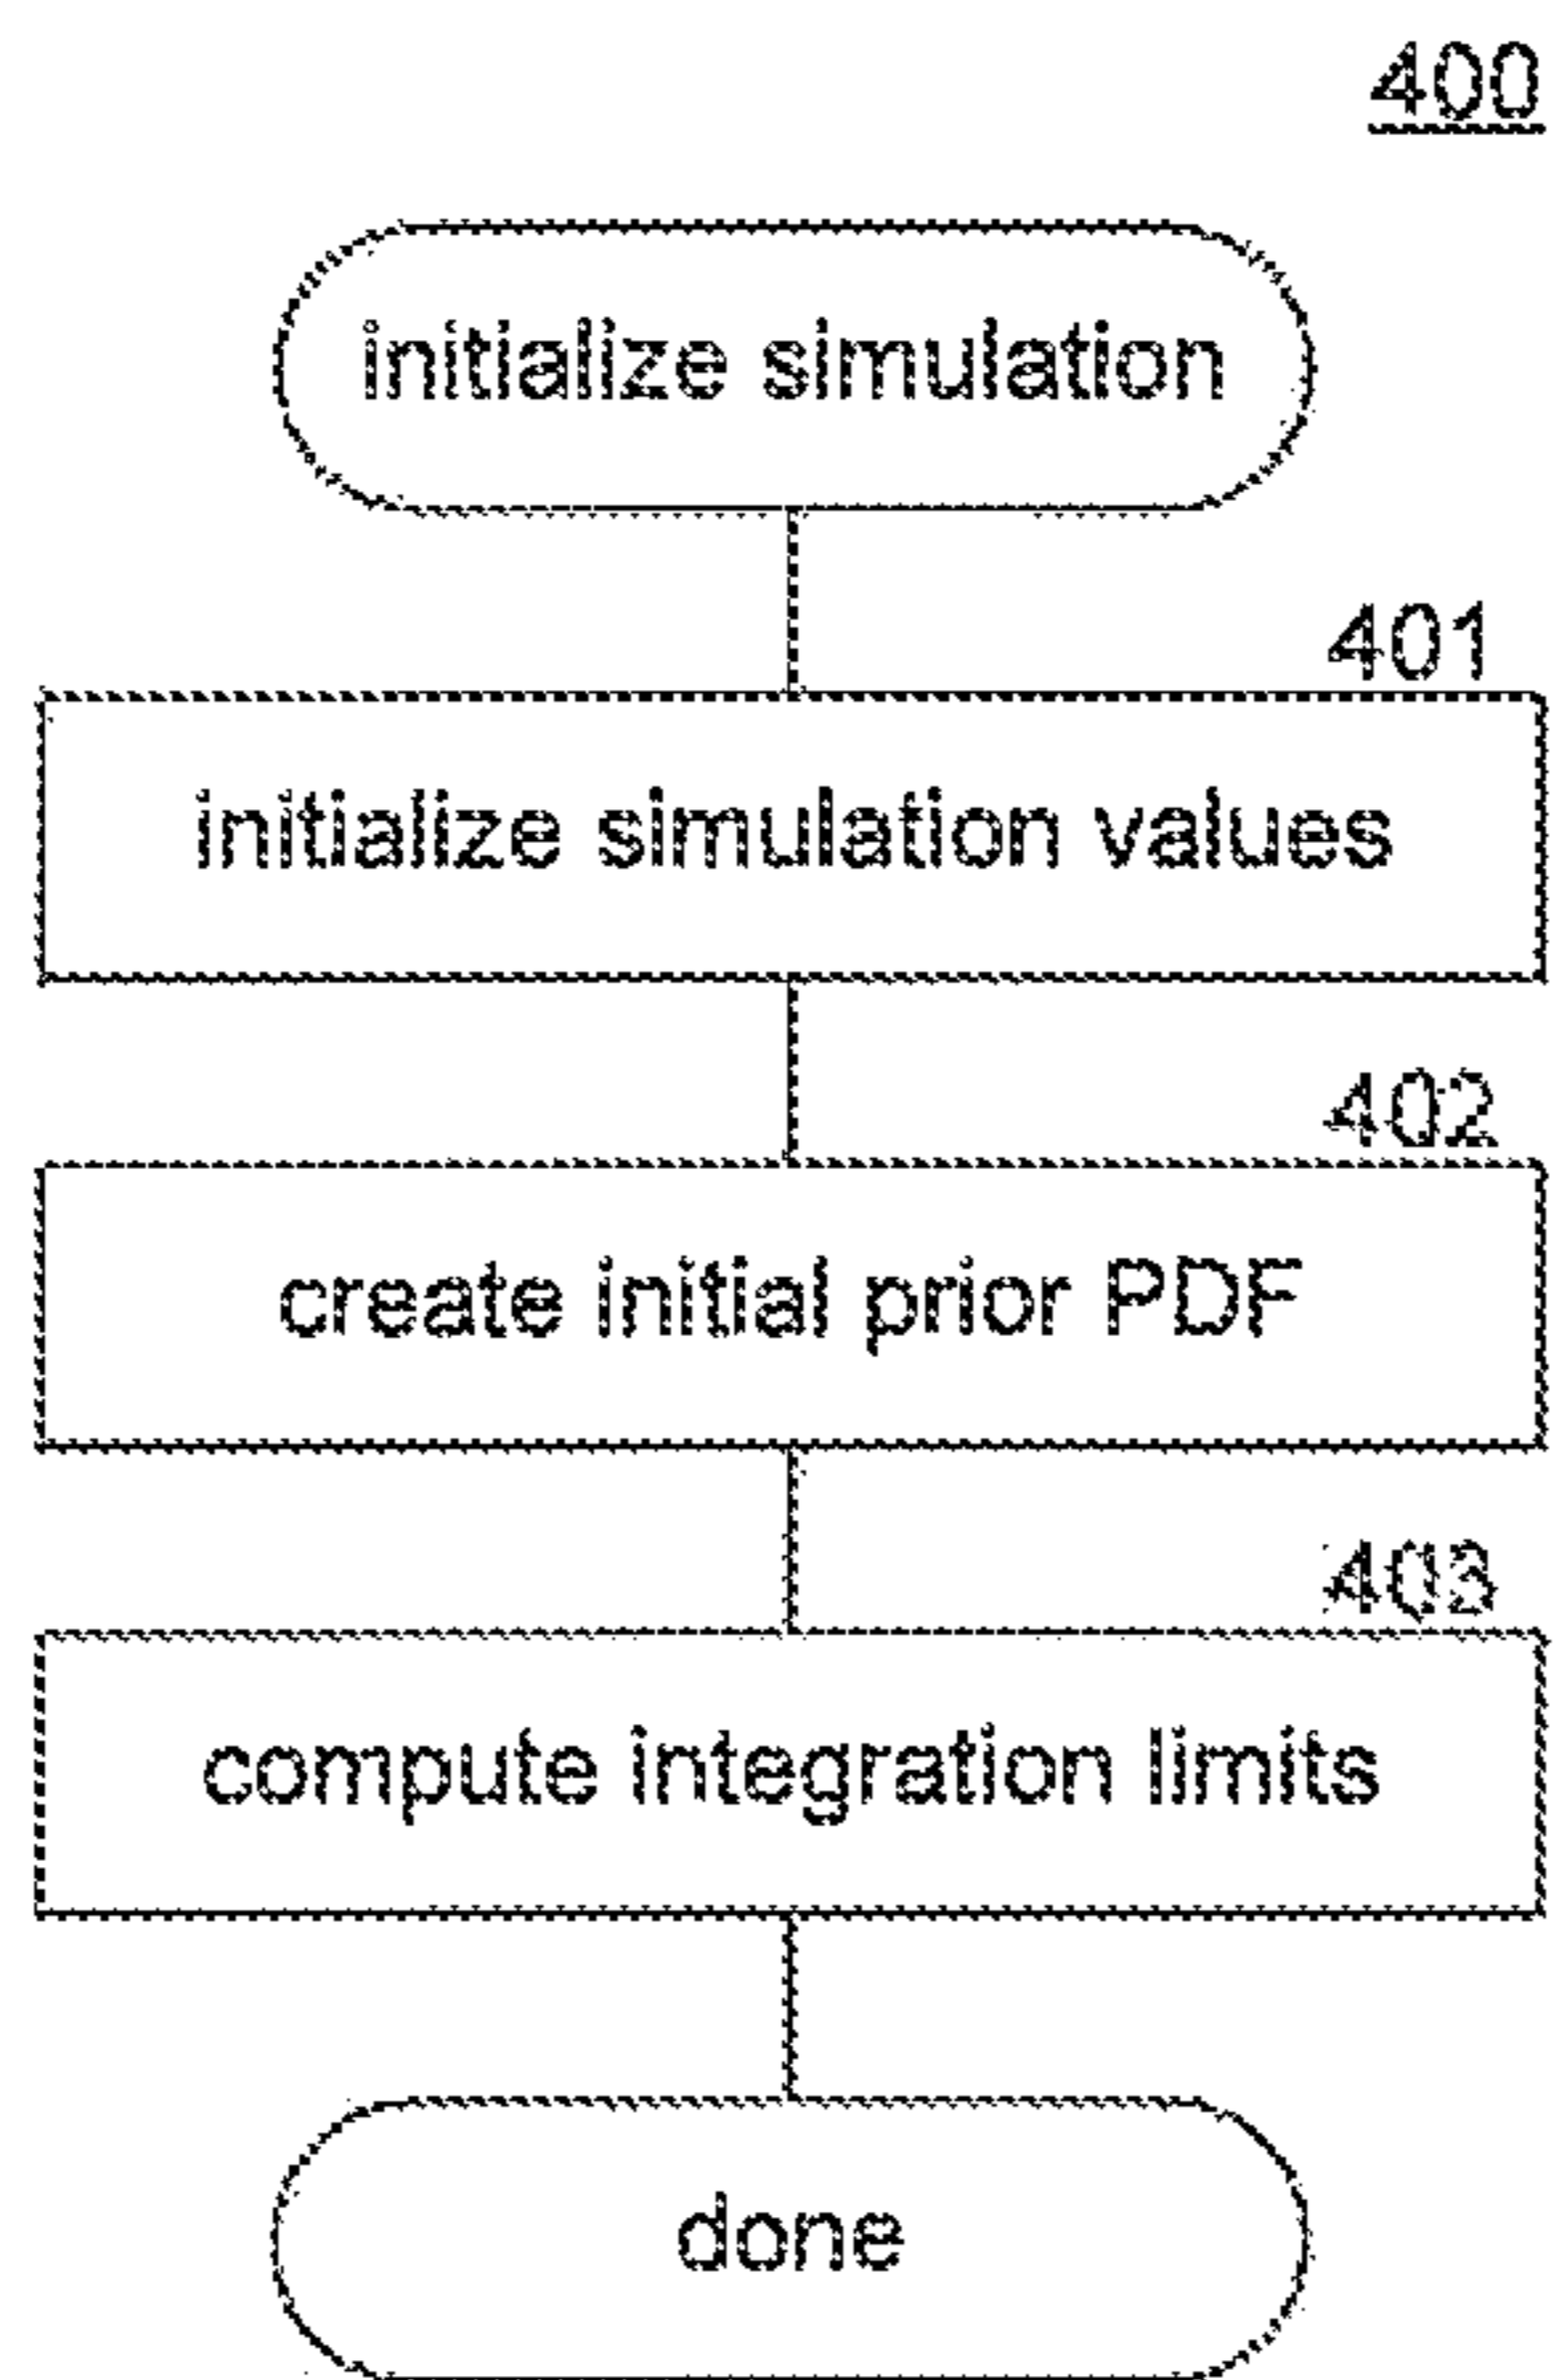 400
initialize simulation
401
initialize simulation values
402
create initial prior PDF
403
compute integration limits
done